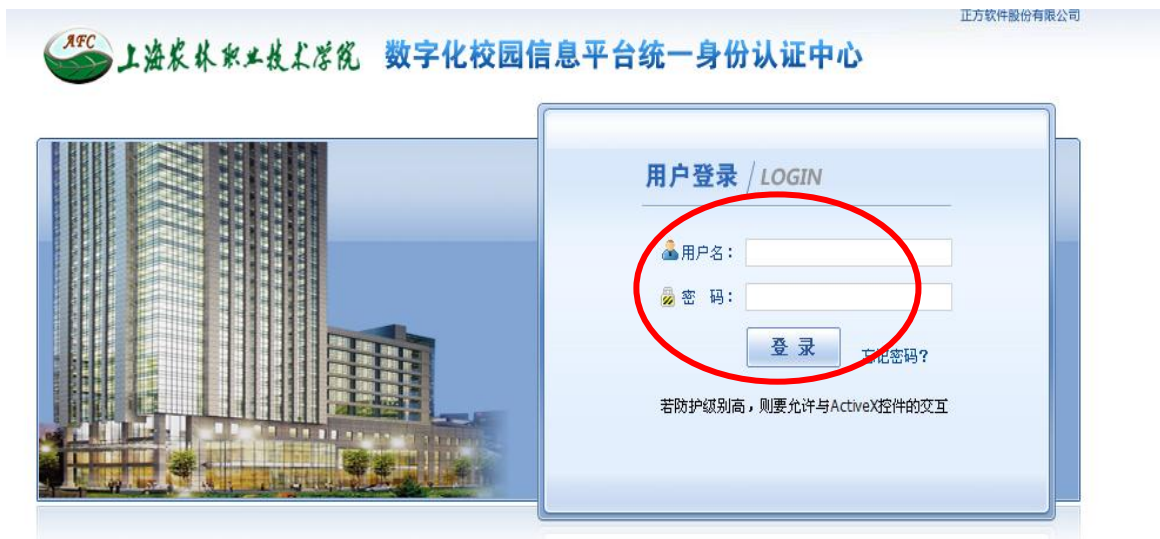 正方软件股份有限公司
AFC 上海农林职业技术学院 数字化校园信息平台统一身份认证中心
用户登录 / LOGIN
用户名：
密 码：
登 录 忘记密码?
若防护级别高，则要允许与ActiveX控件的交互